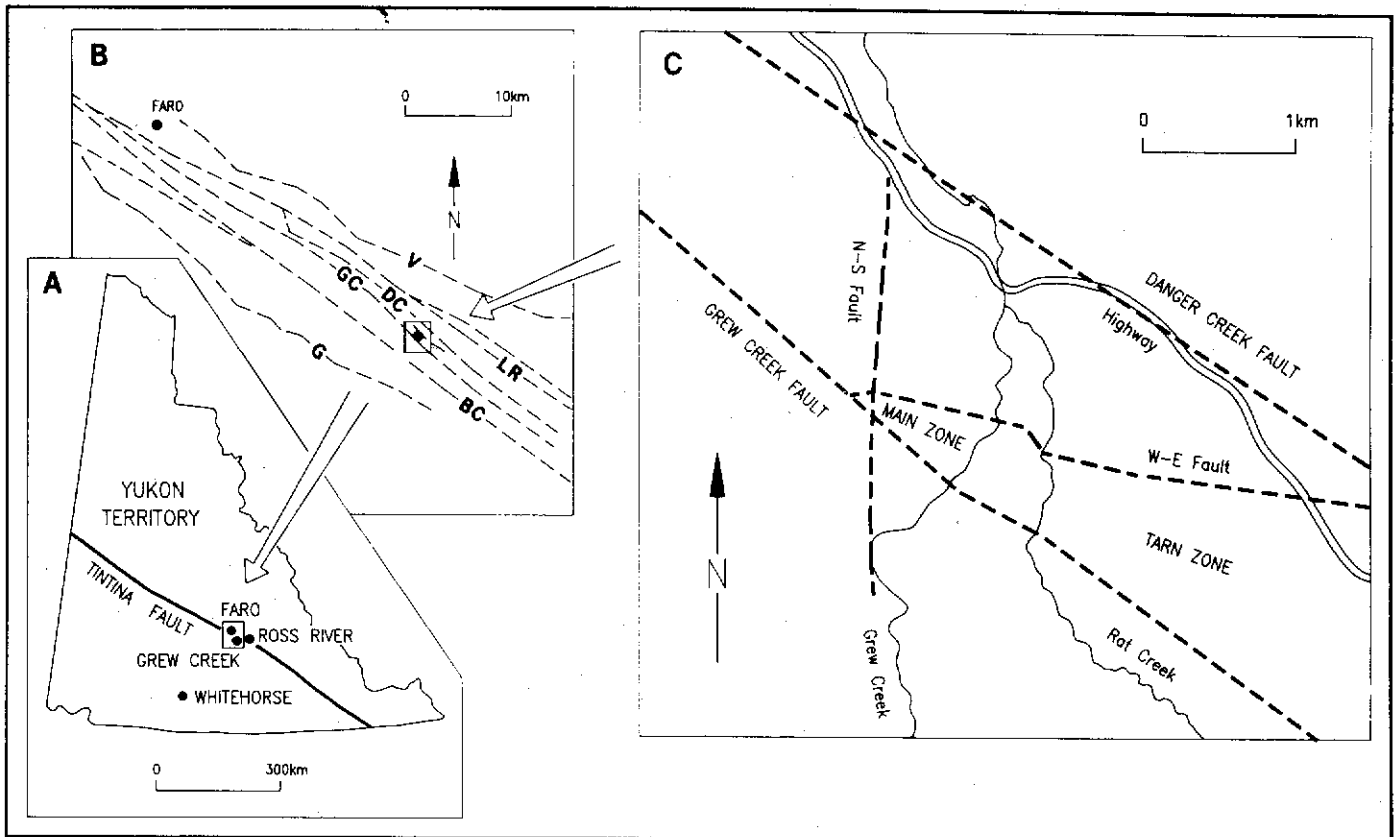 B
FARO
0 10km
N
V
GC
DC
G
LR
BC
A
YUKON
TERRITORY
TINTINA FAULT
FARO
ROSS RIVER
GREW CREEK
WHITEHORSE
0 300km
C
0 1km
N-S Fault
GREW CREEK FAULT
DANGER CREEK FAULT
Highway
MAIN ZONE
W-E Fault
TARN ZONE
N
Grew Creek
Rat Creek